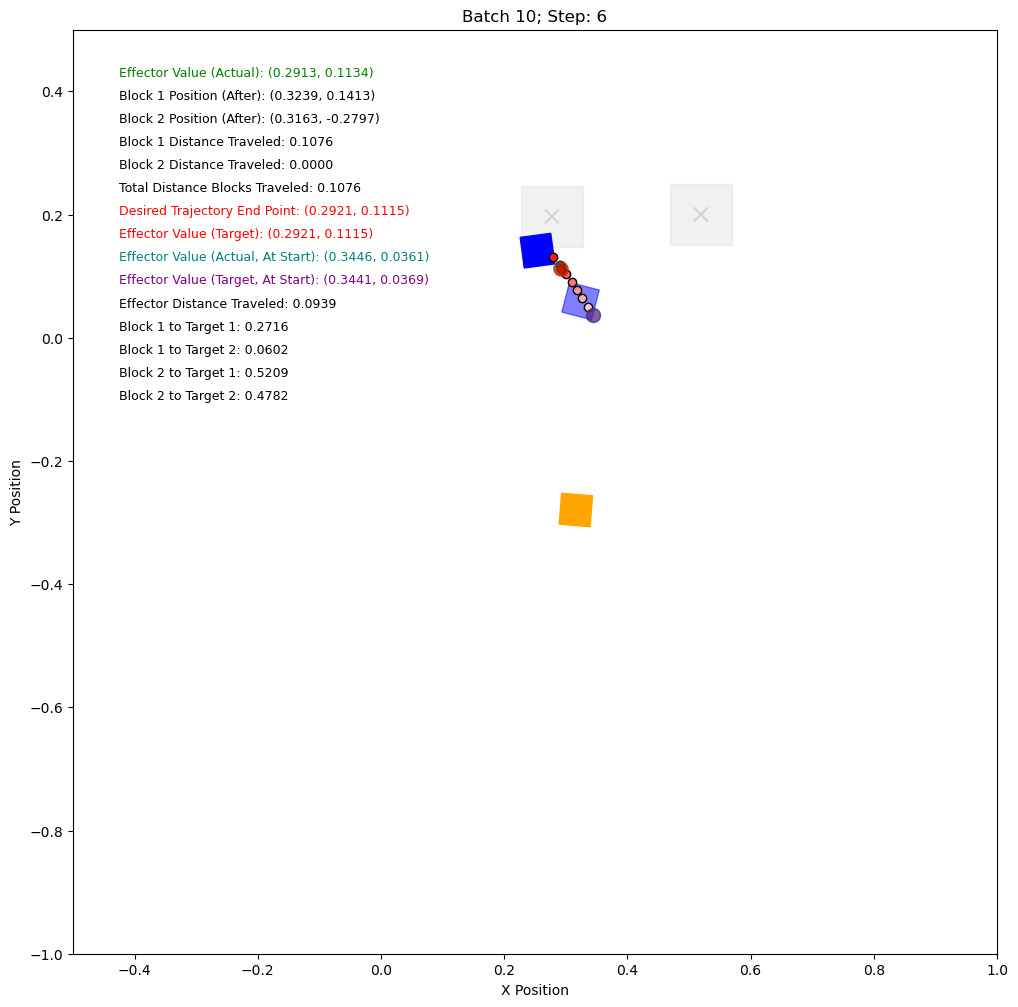 Batch 10; Step: 6
Effector Value (Actual): (0.2913, 0.1134)
Block 1 Position (After): (0.3239, 0.1413)
Block 2 Position (After): (0.3163, -0.2797)
Block 1 Distance Traveled: 0.1076
Block 2 Distance Traveled: 0.0000
Total Distance Blocks Traveled: 0.1076
Desired Trajectory End Point: (0.2921, 0.1115)
Effector Value (Target): (0.2921, 0.1115)
Effector Value (Actual, At Start): (0.3446, 0.0361)
Effector Value (Target, At Start): (0.3441, 0.0369)
Effector Distance Traveled: 0.0939
Block 1 to Target 1: 0.2716
Block 1 to Target 2: 0.0602
Block 2 to Target 1: 0.5209
Block 2 to Target 2: 0.4782
Y Position
0.4
0.2
0.0
−0.2
−0.4
−0.6
−0.8
−1.0
−0.4
−0.2
0.0
0.2
0.4
0.6
0.8
1.0
X Position